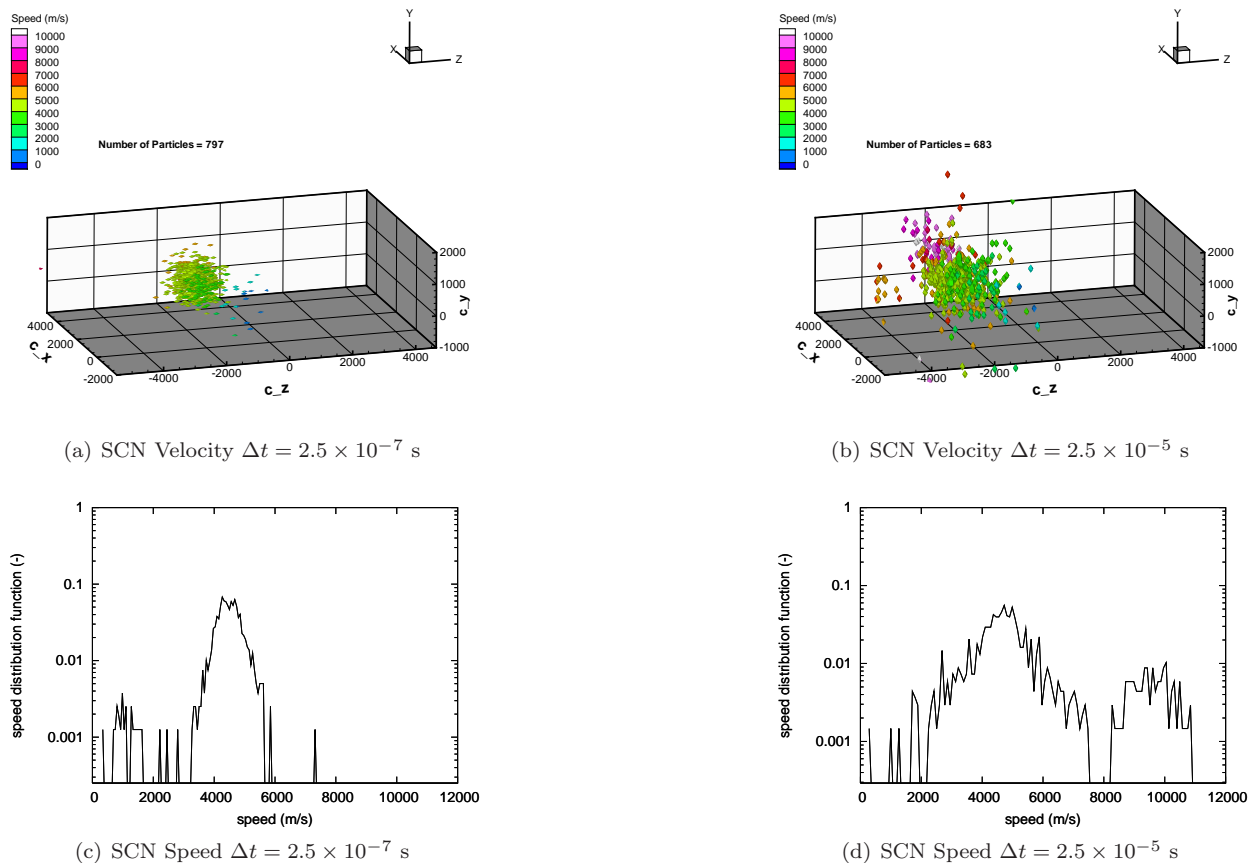 Speed (m/s)
10000
9000
8000
7000
6000
5000
4000
3000
2000
1000
0
Number of Particles = 797
Y
X
Z
2000
1000
0
-1000
c_y
4000
2000
0
-2000
c_x
-4000
-2000
0
2000
4000
c_z
(a) SCN Velocity Δt = 2.5 × 10⁻⁷ s
Speed (m/s)
10000
9000
8000
7000
6000
5000
4000
3000
2000
1000
0
Number of Particles = 683
Y
X
Z
2000
1000
0
-1000
c_y
4000
2000
0
-2000
c_x
-4000
-2000
0
2000
4000
c_z
(b) SCN Velocity Δt = 2.5 × 10⁻⁵ s
speed distribution function (-)
1
0.1
0.01
0.001
0 2000 4000 6000 8000 10000 12000
speed (m/s)
(c) SCN Speed Δt = 2.5 × 10⁻⁷ s
speed distribution function (-)
1
0.1
0.01
0.001
0 2000 4000 6000 8000 10000 12000
speed (m/s)
(d) SCN Speed Δt = 2.5 × 10⁻⁵ s